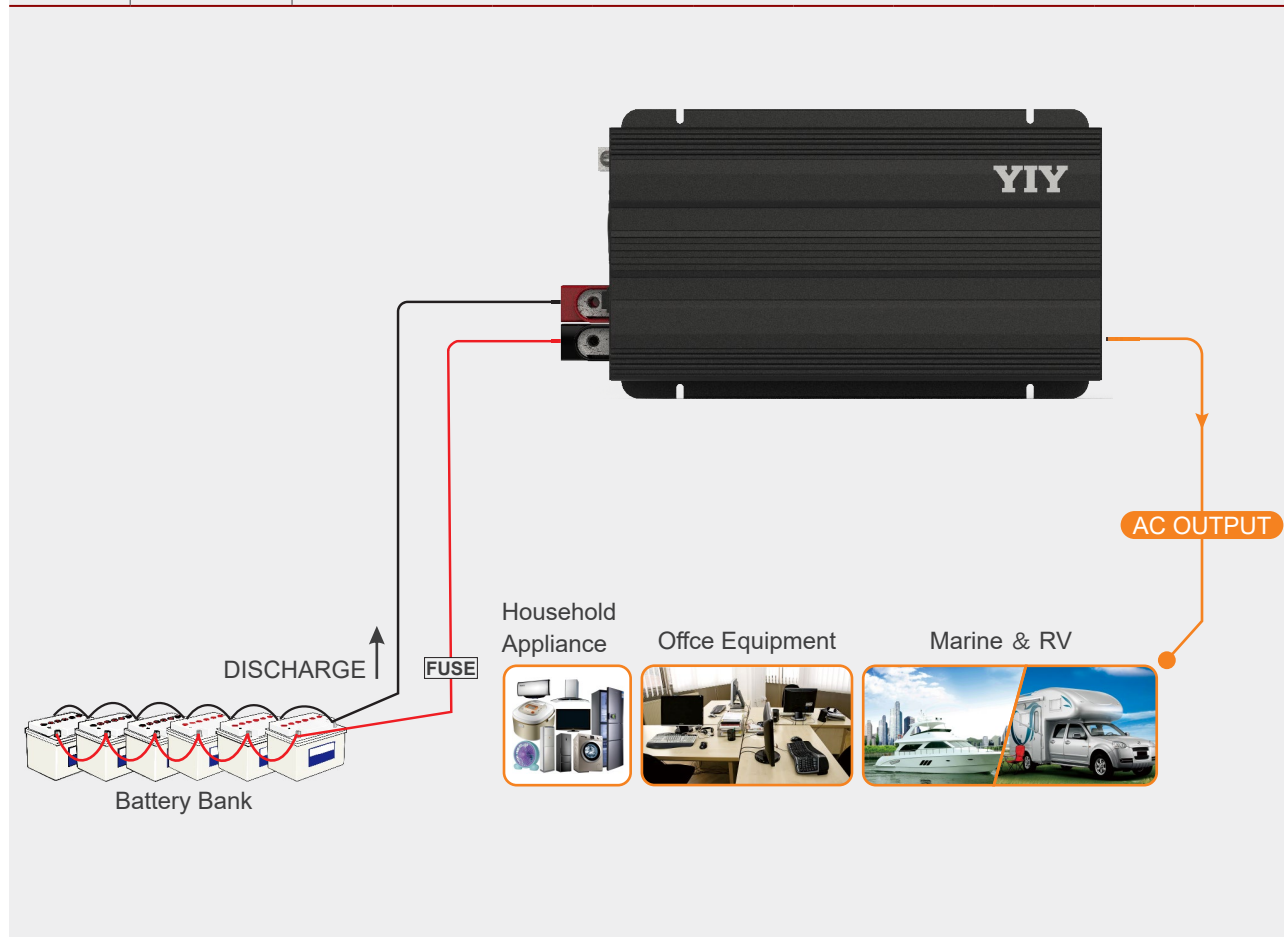 YIY
AC OUTPUT
Household
Appliance
Offce Equipment
Marine & RV
DISCHARGE
FUSE
Battery Bank